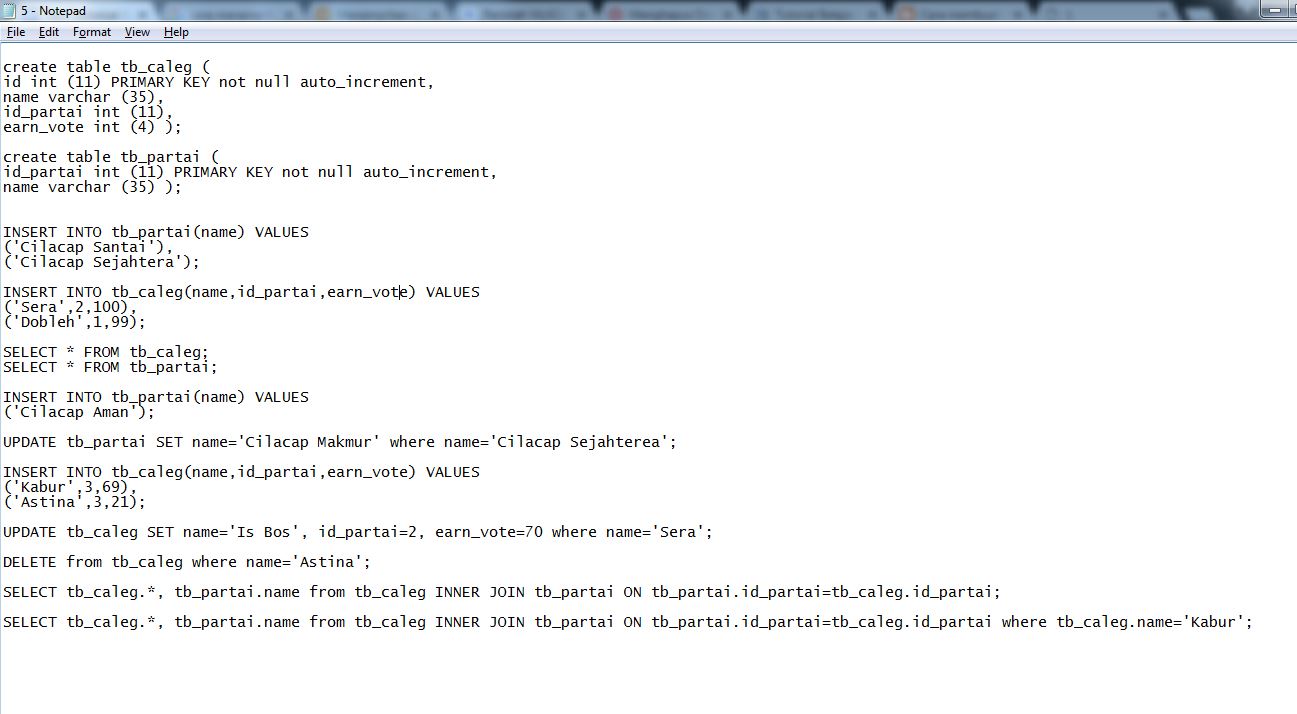 5 - Notepad
File Edit Format View Help
create table tb_caleg (
id int (11) PRIMARY KEY not null auto_increment,
name varchar (35),
id_partai int (11),
earn_vote int (4) );
create table tb_partai (
id_partai int (11) PRIMARY KEY not null auto_increment,
name varchar (35) );
INSERT INTO tb_partai(name) VALUES
('Cilacap Santai'),
('Cilacap Sejahtera');
INSERT INTO tb_caleg(name,id_partai,earn_vote) VALUES
('Sera',2,100),
('Dobleh',1,99);
SELECT * FROM tb_caleg;
SELECT * FROM tb_partai;
INSERT INTO tb_partai(name) VALUES
('Cilacap Aman');
UPDATE tb_partai SET name='Cilacap Makmur' where name='Cilacap Sejahterea';
INSERT INTO tb_caleg(name,id_partai,earn_vote) VALUES
('Kabur',3,69),
('Astina',3,21);
UPDATE tb_caleg SET name='Is Bos', id_partai=2, earn_vote=70 where name='Sera';
DELETE from tb_caleg where name='Astina';
SELECT tb_caleg.*, tb_partai.name from tb_caleg INNER JOIN tb_partai ON tb_partai.id_partai=tb_caleg.id_partai;
SELECT tb_caleg.*, tb_partai.name from tb_caleg INNER JOIN tb_partai ON tb_partai.id_partai=tb_caleg.id_partai where tb_caleg.name='Kabur';